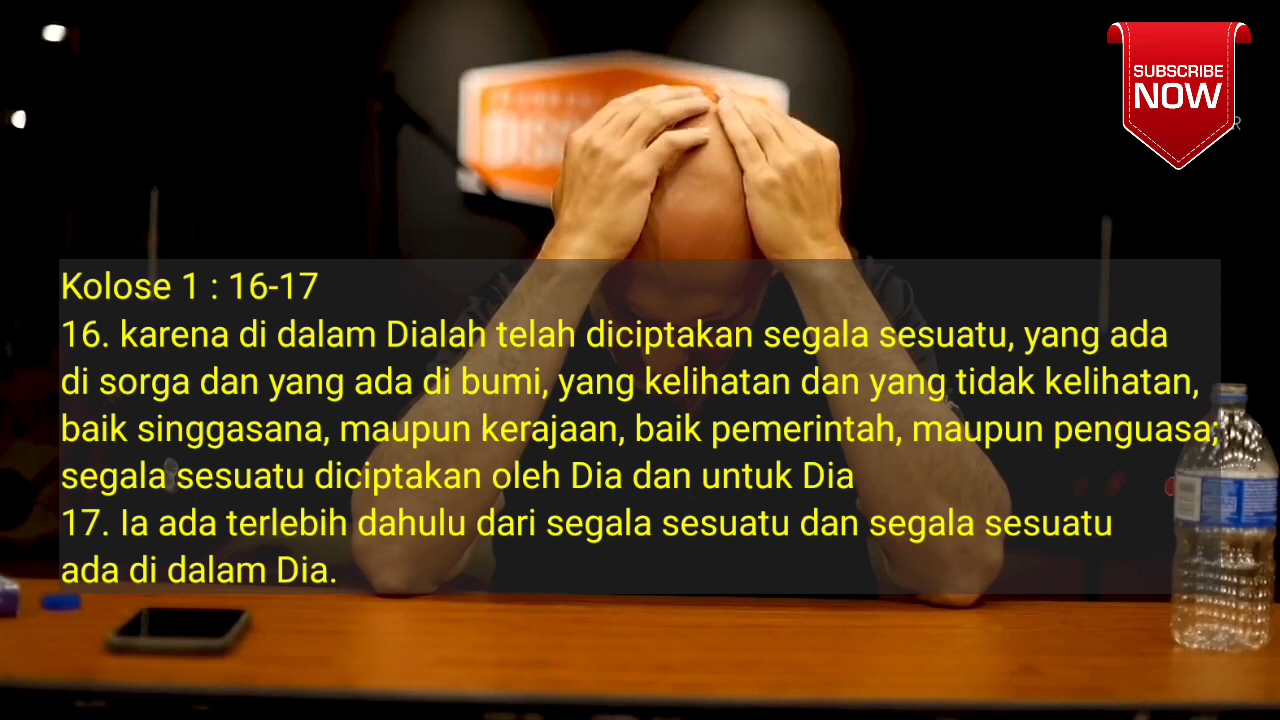 SUBSCRIBE
NOW
R
Kolose 1 : 16-17
16. karena di dalam Dialah telah diciptakan segala sesuatu, yang ada
di sorga dan yang ada di bumi, yang kelihatan dan yang tidak kelihatan,
baik singgasana, maupun kerajaan, baik pemerintah, maupun penguasa;
segala sesuatu diciptakan oleh Dia dan untuk Dia
17. Ia ada terlebih dahulu dari segala sesuatu dan segala sesuatu
ada di dalam Dia.